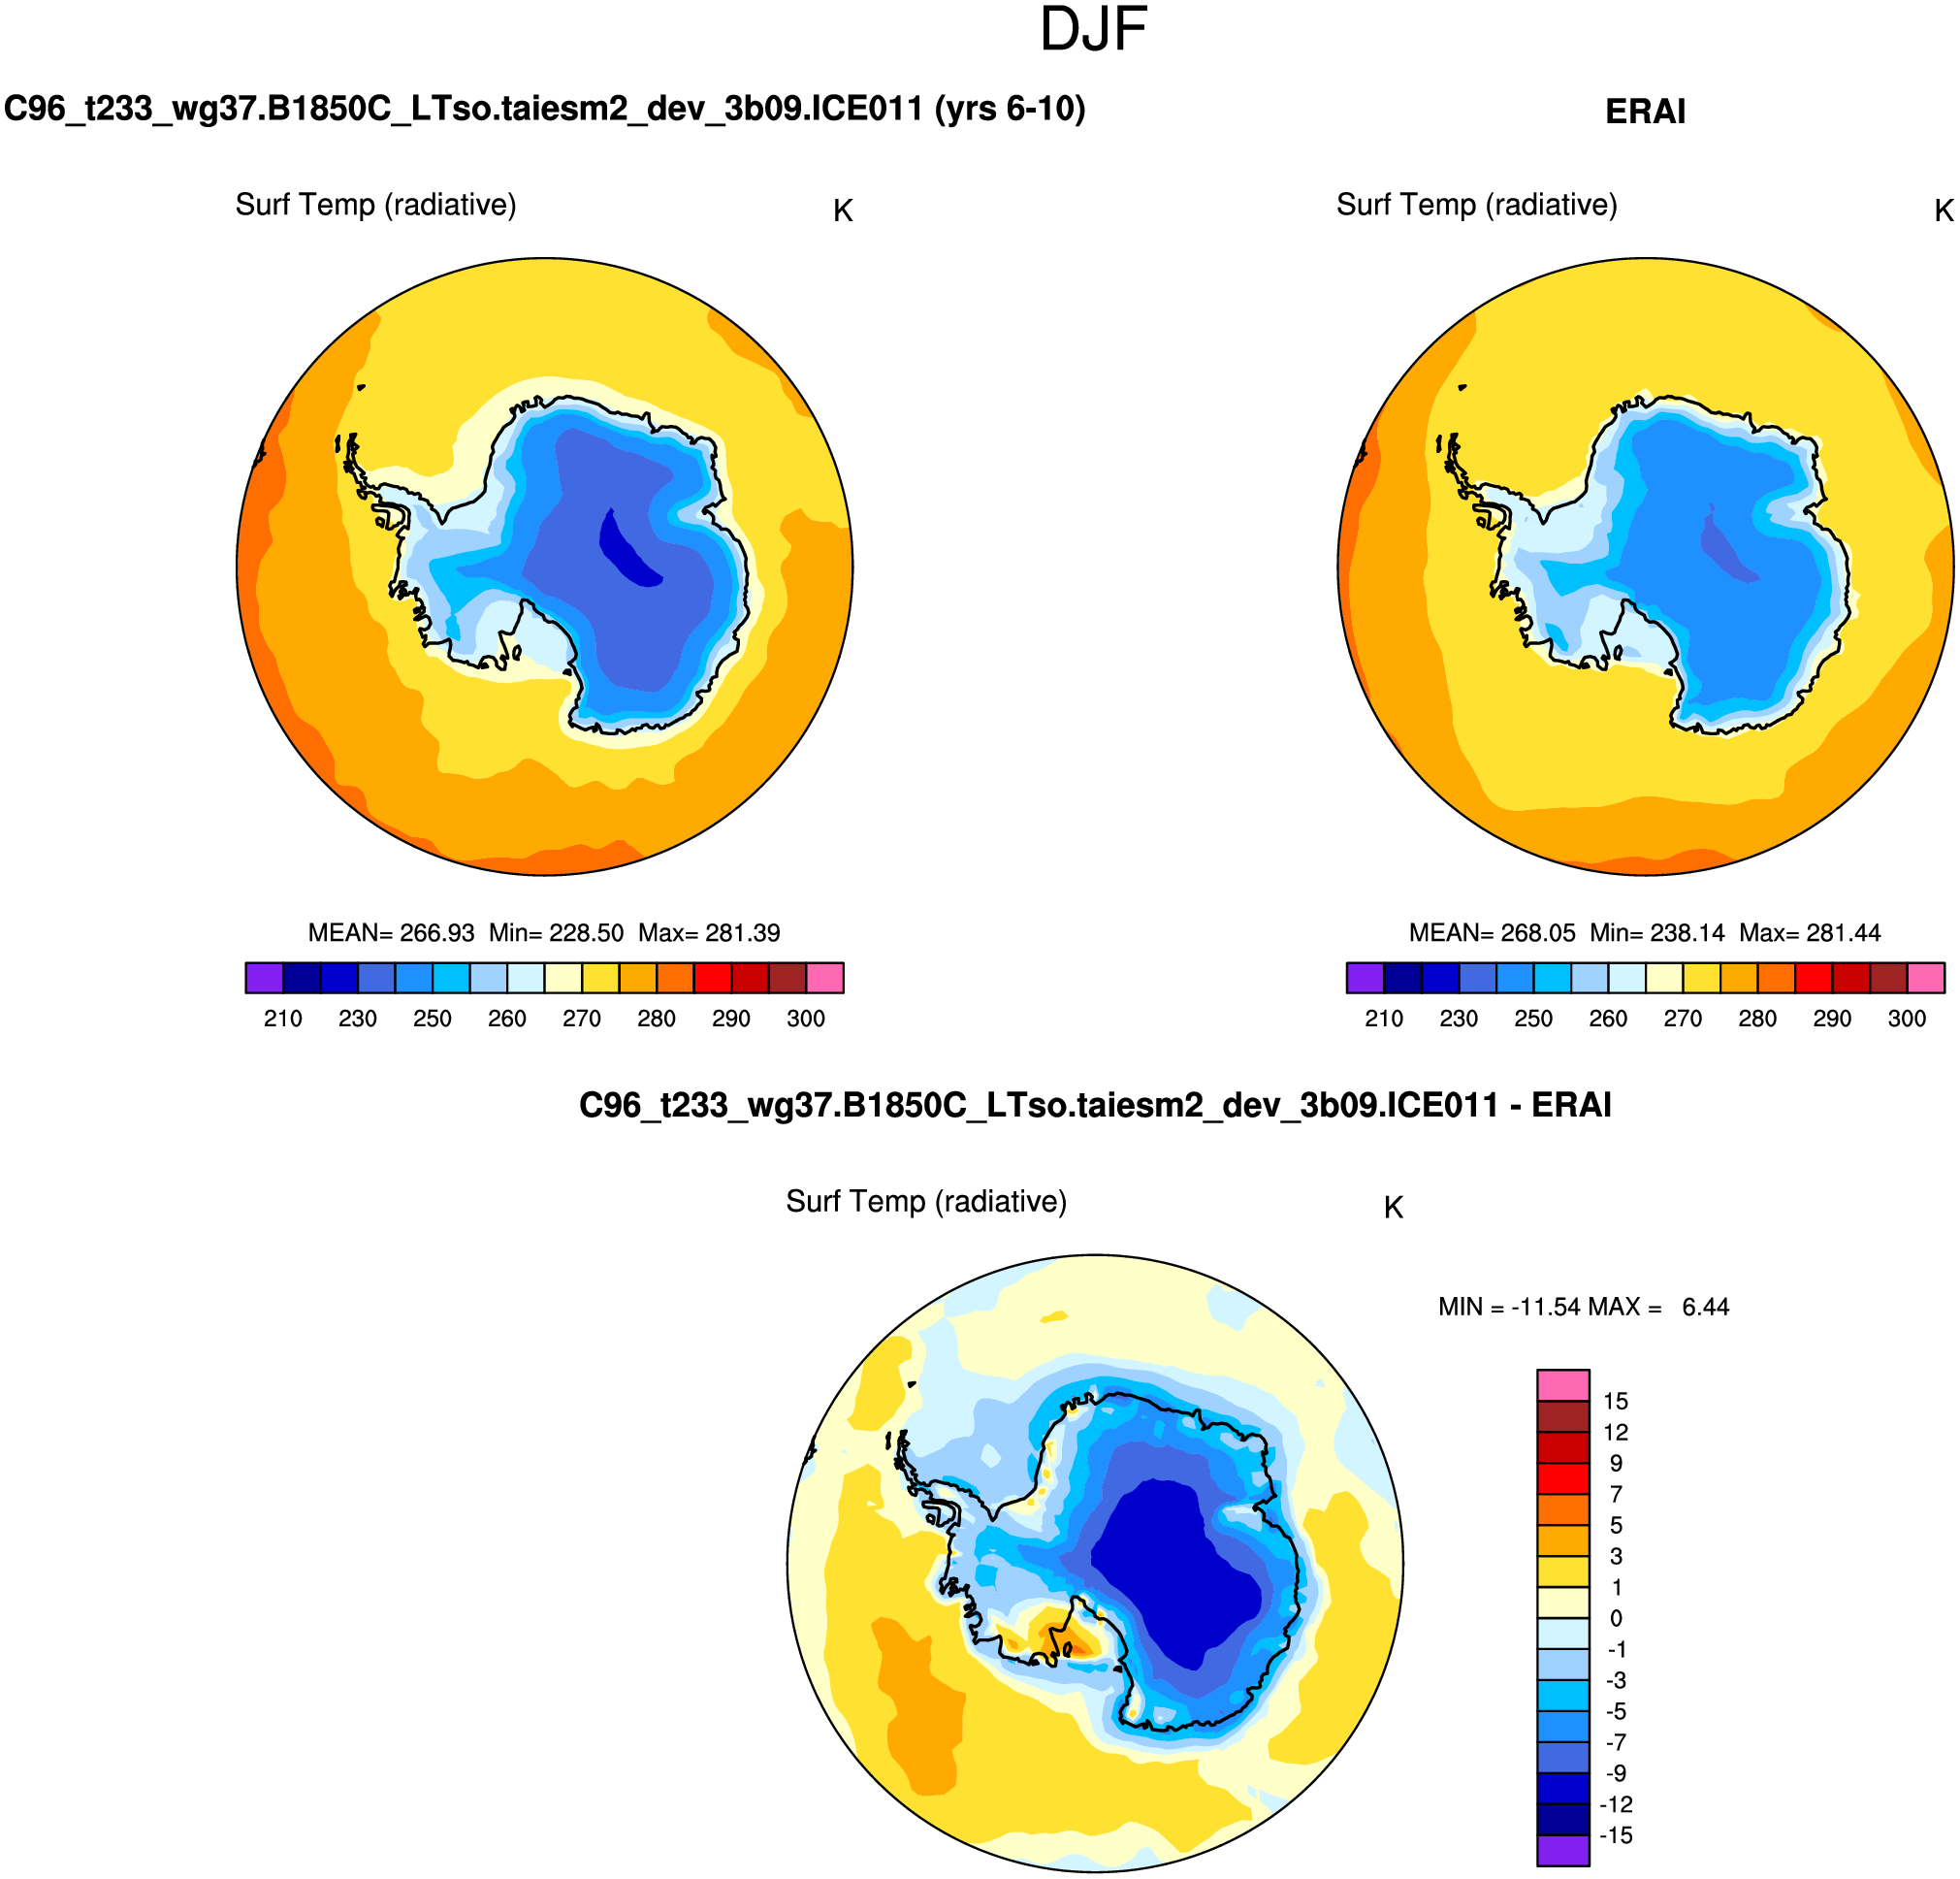 DJF
C96_t233_wg37.B1850C_LTso.taiesm2_dev_3b09.ICE011 (yrs 6-10)
ERAI
Surf Temp (radiative) K
Surf Temp (radiative) K
MEAN= 266.93 Min= 228.50 Max= 281.39
MEAN= 268.05 Min= 238.14 Max= 281.44
210 230 250 260 270 280 290 300
210 230 250 260 270 280 290 300
C96_t233_wg37.B1850C_LTso.taiesm2_dev_3b09.ICE011 - ERAI
Surf Temp (radiative) K
MIN = -11.54 MAX = 6.44
15
12
9
7
5
3
1
0
-1
-3
-5
-7
-9
-12
-15